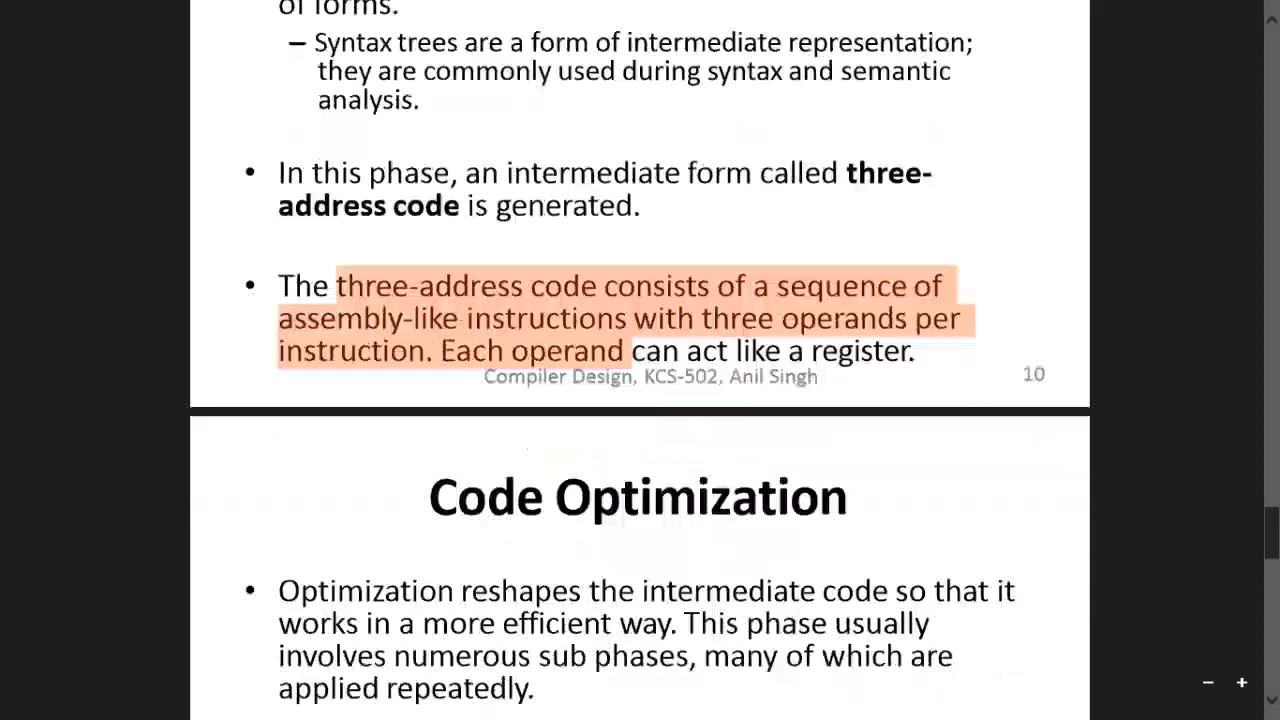 of forms.
– Syntax trees are a form of intermediate representation;
they are commonly used during syntax and semantic
analysis.
• In this phase, an intermediate form called three-
address code is generated.
• The three-address code consists of a sequence of
assembly-like instructions with three operands per
instruction. Each operand can act like a register.
Compiler Design, KCS-502, Anil Singh
10
Code Optimization
• Optimization reshapes the intermediate code so that it
works in a more efficient way. This phase usually
involves numerous sub phases, many of which are
applied repeatedly.